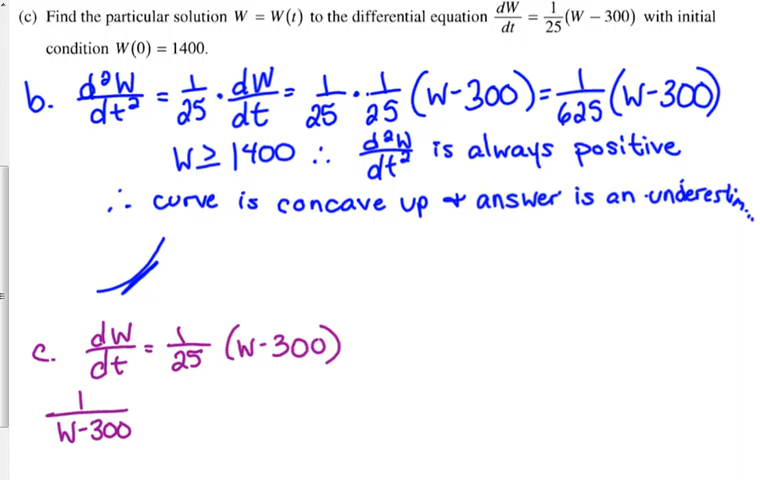 (c) Find the particular solution W = W(t) to the differential equation dW/dt = 1/25 (W − 300) with initial
condition W(0) = 1400.
b. d²W/dt² = 1/25 · dW/dt = 1/25 · 1/25 (W-300) = 1/625 (W-300)
W ≥ 1400 ∴ d²W/dt² is always positive
∴ curve is concave up + answer is an underestim...
c. dW/dt = 1/25 (W-300)
1/(W-300)